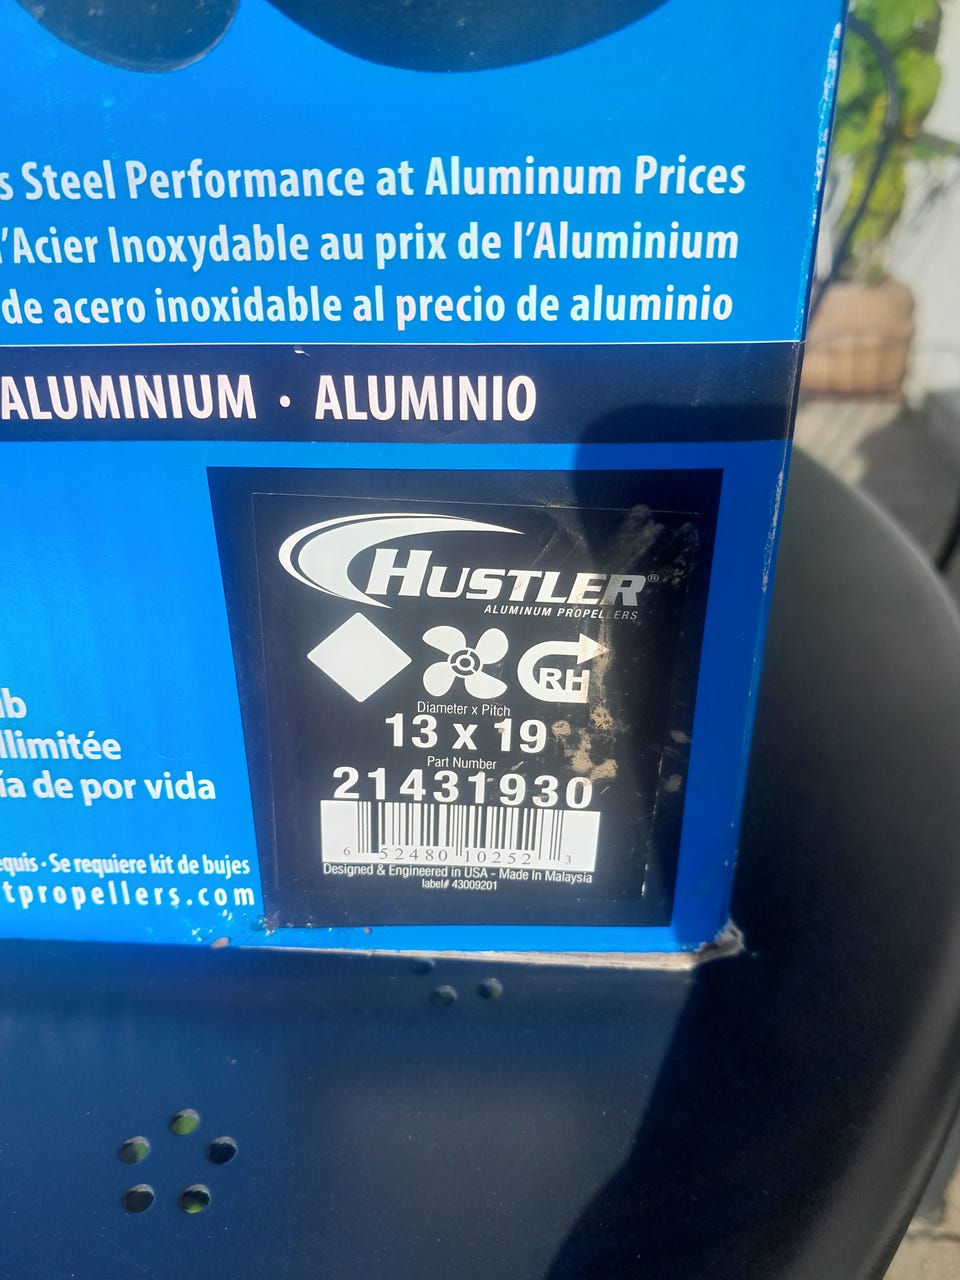 s Steel Performance at Aluminum Prices
l'Acier Inoxydable au prix de l'Aluminium
de acero inoxidable al precio de aluminio
ALUMINIUM · ALUMINIO
HUSTLER®
ALUMINUM PROPELLERS
RH
Diameter x Pitch
13 x 19
Part Number
21431930
6 52480 10252 3
Designed & Engineered in USA - Made In Malaysia
label# 43009201
lb
llimitée
ía de por vida
equis · Se requiere kit de bujes
tpropellers.com